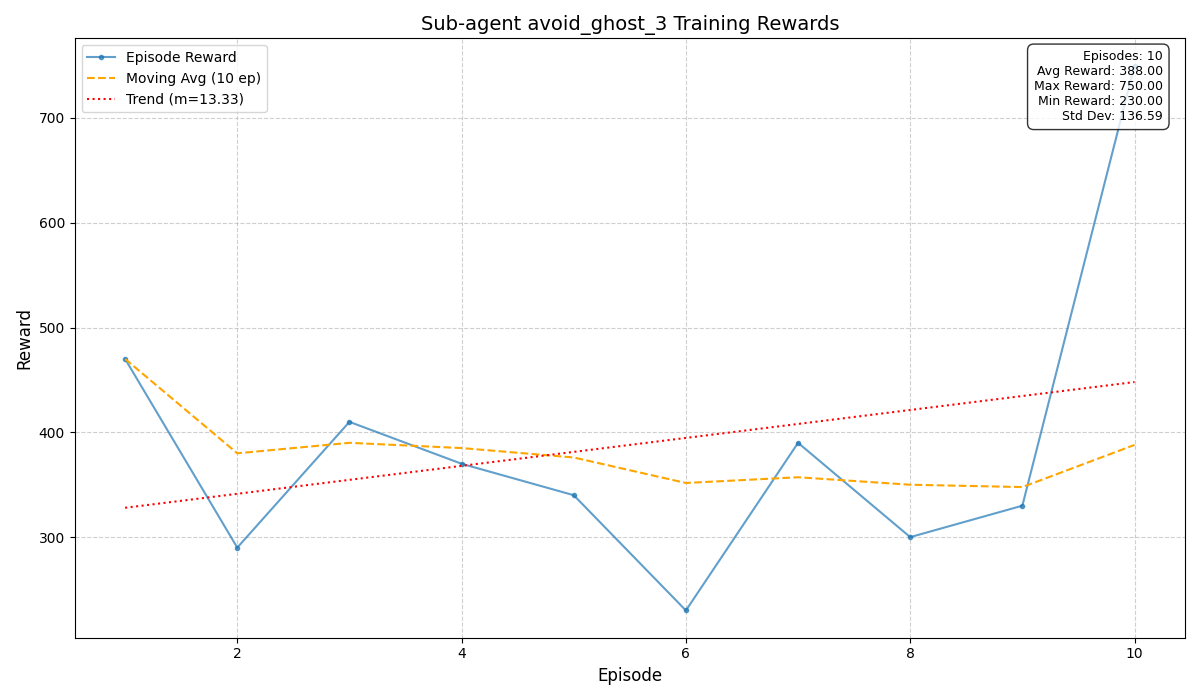 Sub-agent avoid_ghost_3 Training Rewards
Episode Reward
Moving Avg (10 ep)
Trend (m=13.33)
Episodes: 10
Avg Reward: 388.00
Max Reward: 750.00
Min Reward: 230.00
Std Dev: 136.59
Reward
700
600
500
400
300
2
4
6
8
10
Episode